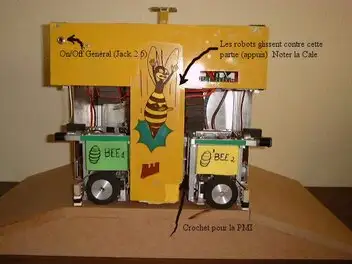 On/Off Général (Jack 2.5)
Les robots glissent contre cette
partie (appuis) Noter la Cale
BEE 1
BEE 2
Crochet pour la PMI